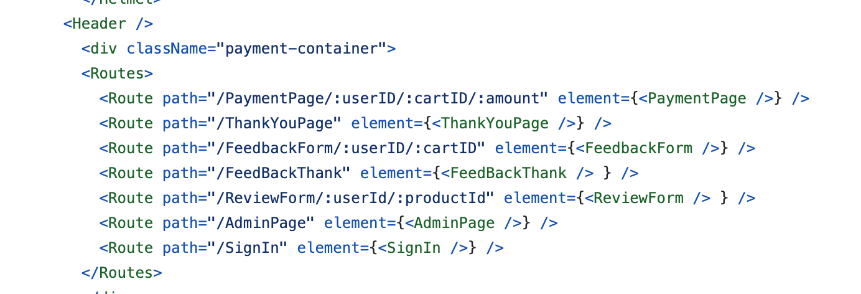 <Header />
<div className="payment-container">
<Routes>
<Route path="/PaymentPage/:userID/:cartID/:amount" element={<PaymentPage />} />
<Route path="/ThankYouPage" element={<ThankYouPage />} />
<Route path="/FeedbackForm/:userID/:cartID" element={<FeedbackForm />} />
<Route path="/FeedBackThank" element={<FeedBackThank /> } />
<Route path="/ReviewForm/:userId/:productId" element={<ReviewForm /> } />
<Route path="/AdminPage" element={<AdminPage />} />
<Route path="/SignIn" element={<SignIn />} />
</Routes>